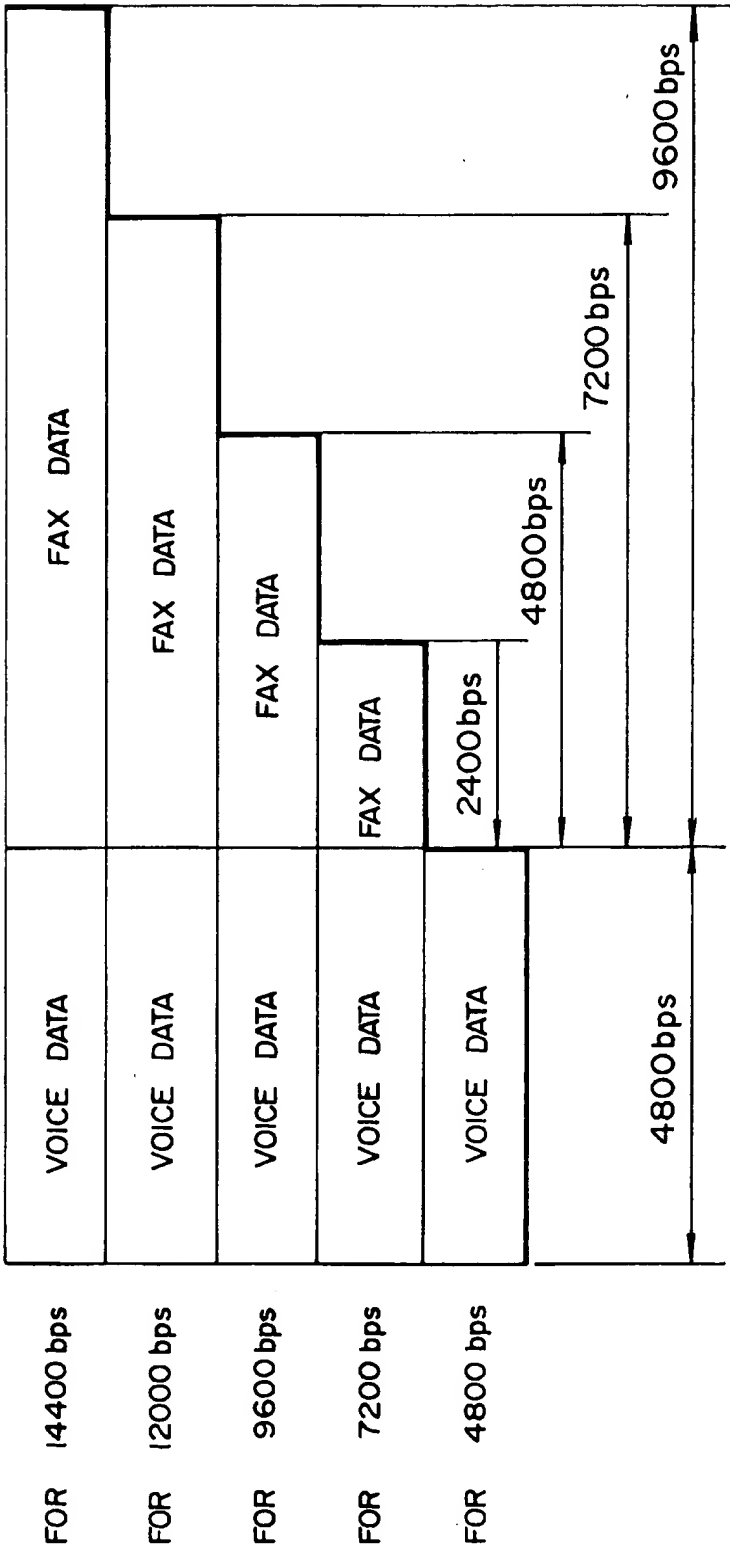 FOR 14400 bps VOICE DATA FAX DATA
FOR 12000 bps VOICE DATA FAX DATA
FOR 9600 bps VOICE DATA FAX DATA
FOR 7200 bps VOICE DATA FAX DATA
FOR 4800 bps VOICE DATA
2400bps
4800bps
7200bps
4800bps 9600bps